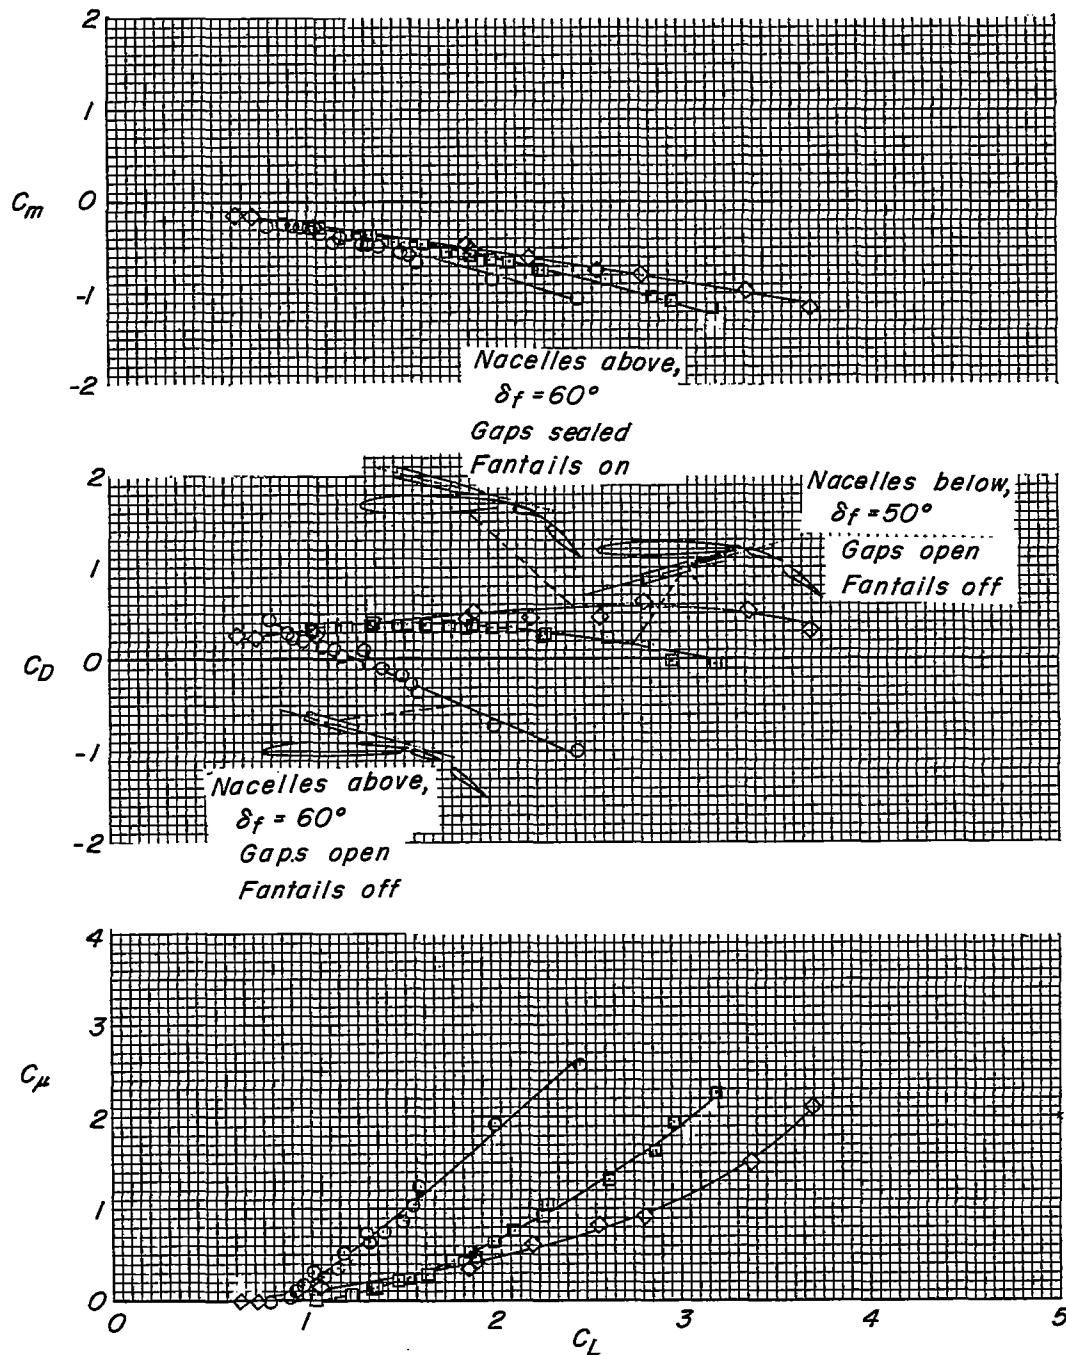 2
1
C_m 0
-1
-2
Nacelles above,
δ_f = 60°
Gaps sealed
Fantails on
2
Nacelles below,
δ_f = 50°
Gaps open
Fantails off
1
C_D 0
-1
Nacelles above,
δ_f = 60°
-2
Gaps open
Fantails off
4
3
C_μ
2
1
0
0 1 2 3 4 5
C_L